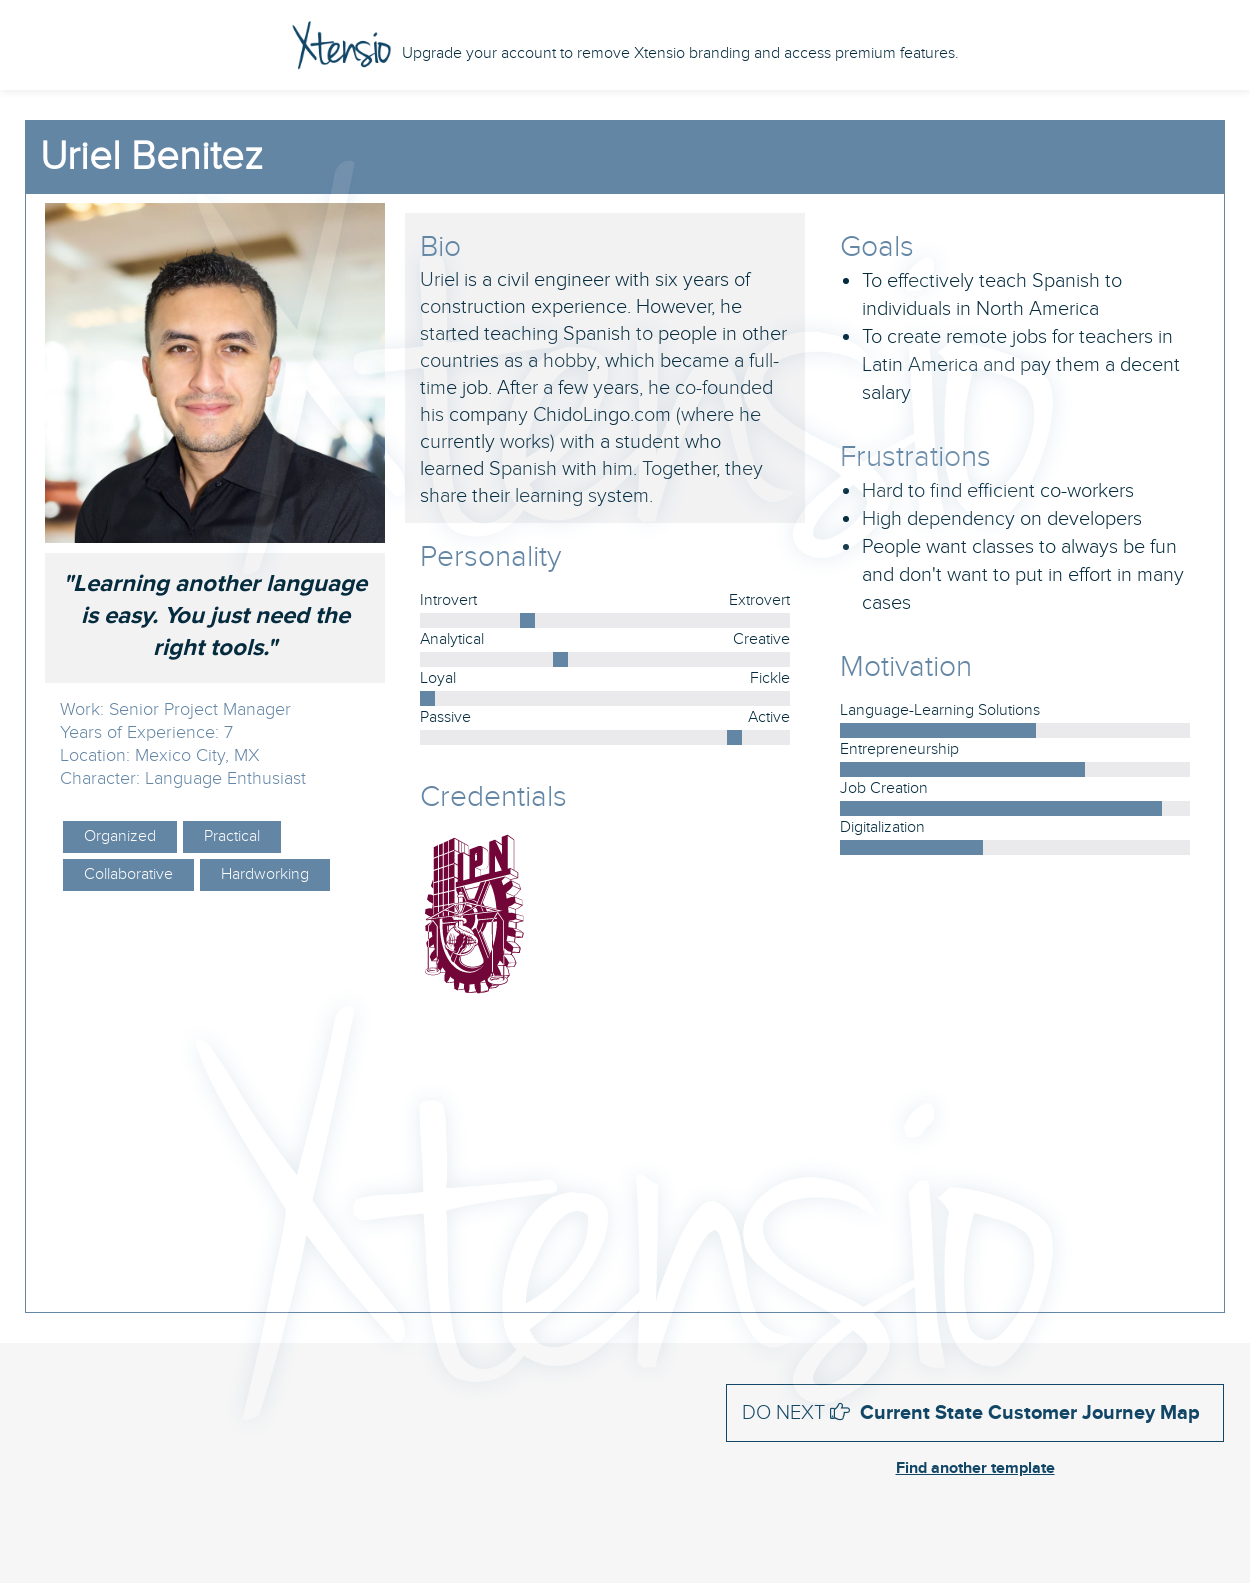 Xtensio Upgrade your account to remove Xtensio branding and access premium features.
Uriel Benitez
"Learning another language
is easy. You just need the
right tools."
Work: Senior Project Manager
Years of Experience: 7
Location: Mexico City, MX
Character: Language Enthusiast
Organized Practical
Collaborative Hardworking
Bio
Uriel is a civil engineer with six years of
construction experience. However, he
started teaching Spanish to people in other
countries as a hobby, which became a full-
time job. After a few years, he co-founded
his company ChidoLingo.com (where he
currently works) with a student who
learned Spanish with him. Together, they
share their learning system.
Personality
Introvert Extrovert
Analytical Creative
Loyal Fickle
Passive Active
Credentials
IPN
Goals
• To effectively teach Spanish to
individuals in North America
• To create remote jobs for teachers in
Latin America and pay them a decent
salary
Frustrations
• Hard to find efficient co-workers
• High dependency on developers
• People want classes to always be fun
and don't want to put in effort in many
cases
Motivation
Language-Learning Solutions
Entrepreneurship
Job Creation
Digitalization
Xtensio
Xtensio
DO NEXT Current State Customer Journey Map
Find another template